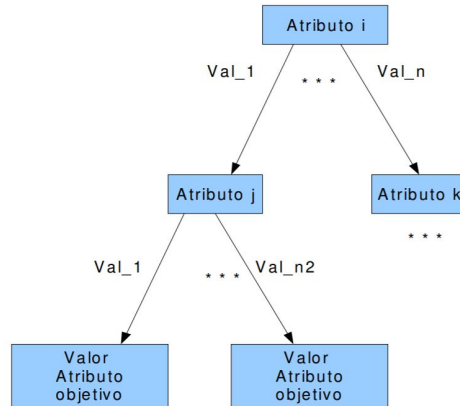 Atributo i
Val_1
* * *
Val_n
Atributo j
Atributo k
* * *
Val_1
* * *
Val_n2
Valor
Atributo
objetivo
Valor
Atributo
objetivo